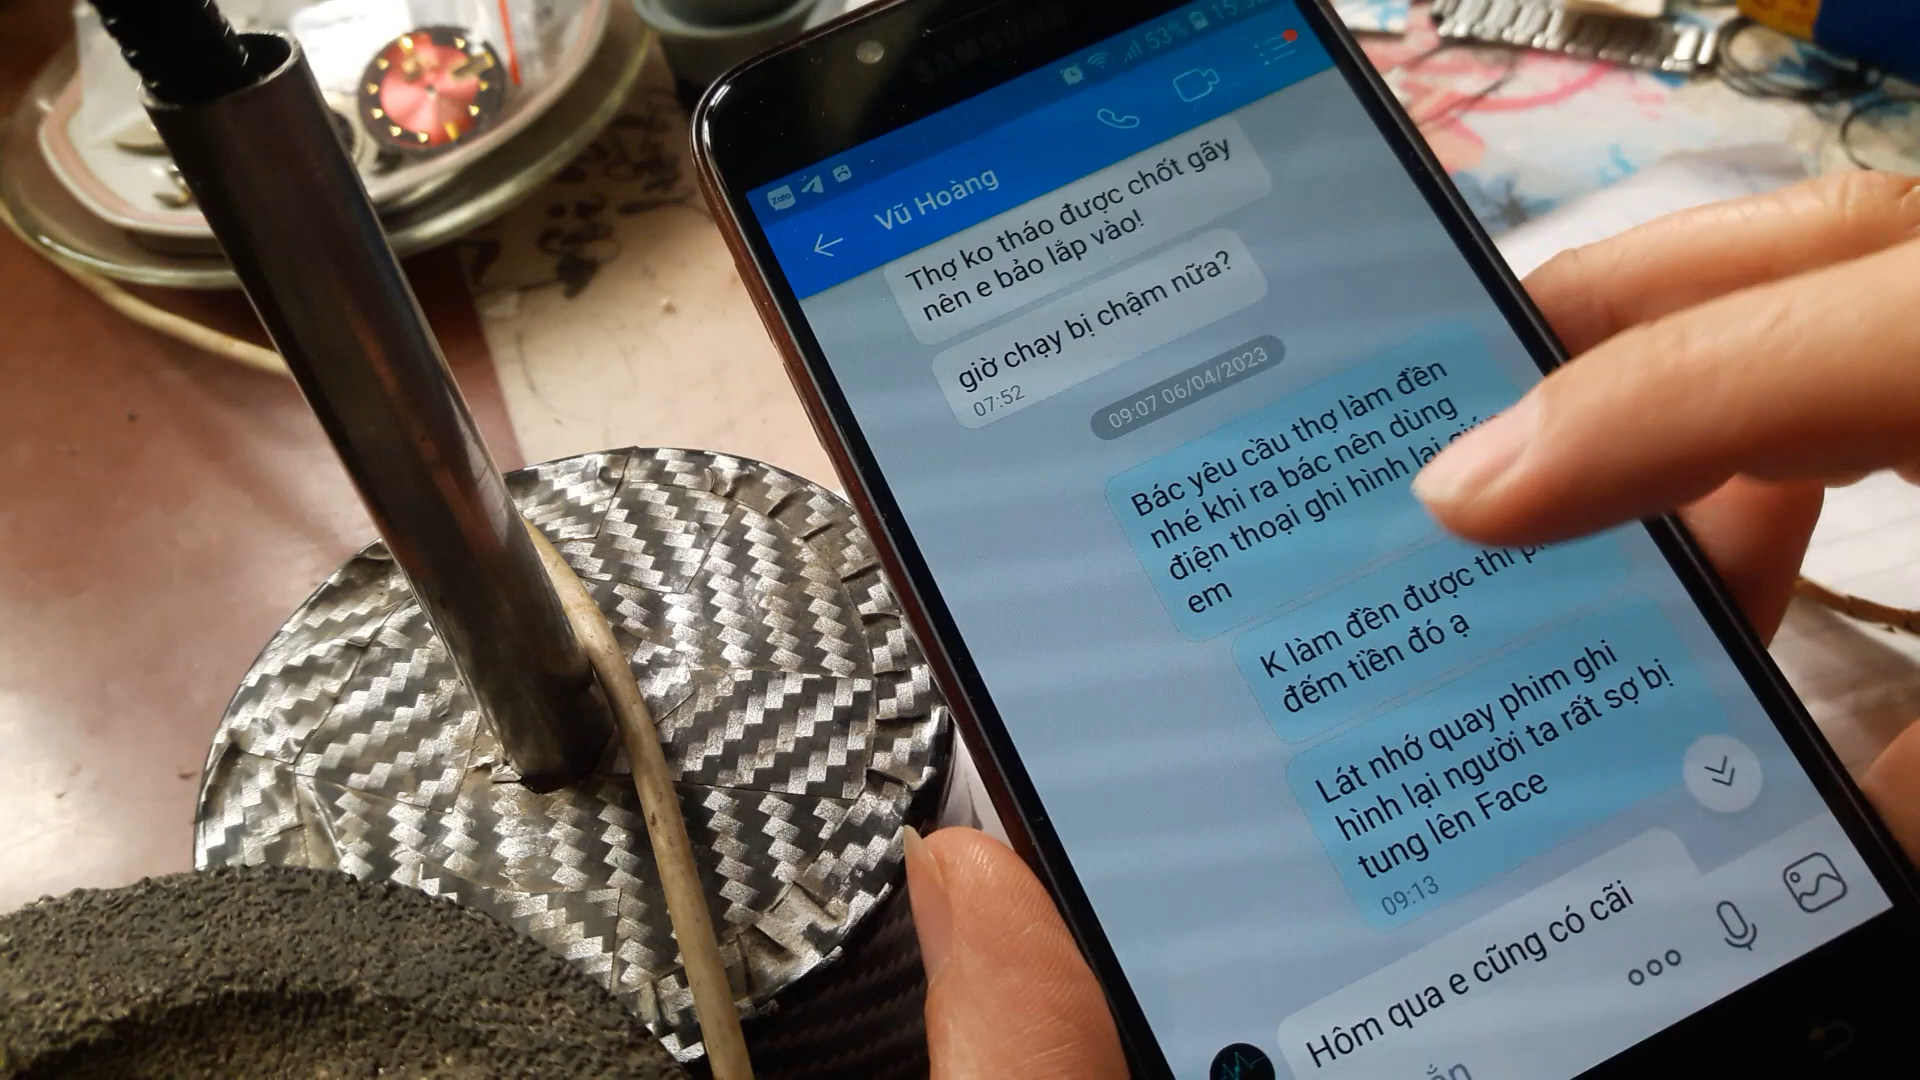 SAMSUNG
53% 15:5
Zalo
Vũ Hoàng
Thợ ko tháo được chốt gãy
nên e bảo lắp vào!
giờ chạy bị chậm nữa?
07:52
09:07 06/04/2023
Bác yêu cầu thợ làm đền
nhé khi ra bác nên dùng
điện thoại ghi hình lại
em
K làm đền được thì
đếm tiền đó ạ
Lát nhớ quay phim ghi
hình lại người ta rất sợ bị
tung lên Face
09:13
Hôm qua e cũng có cãi